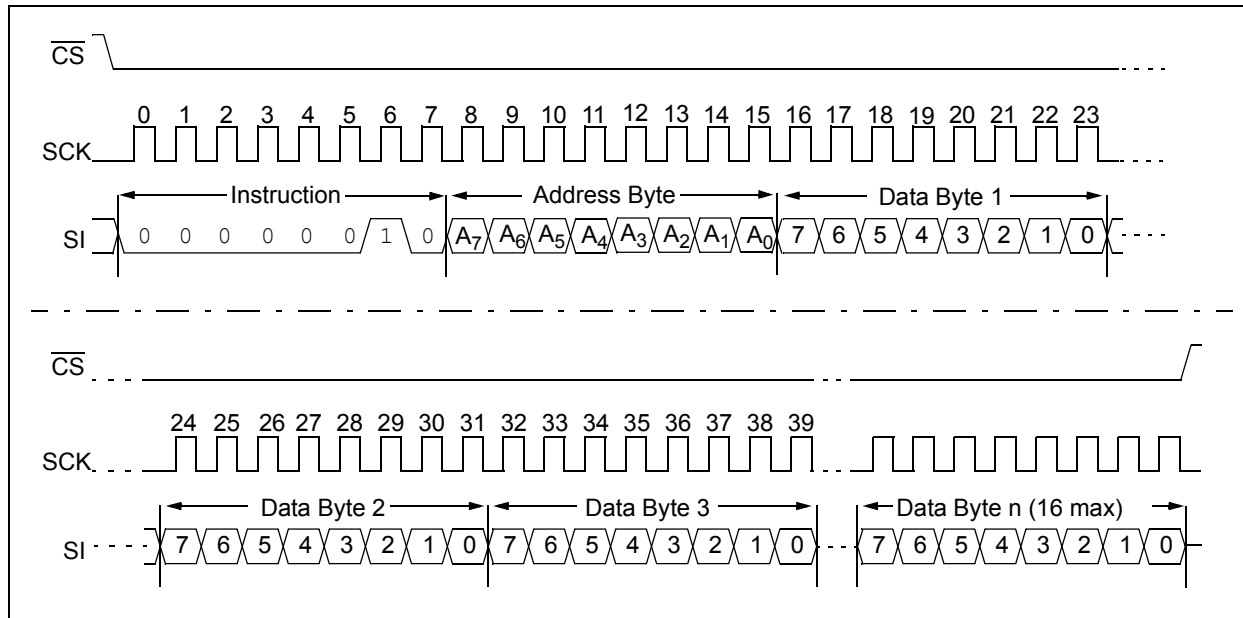 CS
0 1 2 3 4 5 6 7 8 9 10 11 12 13 14 15 16 17 18 19 20 21 22 23
SCK
Instruction Address Byte Data Byte 1
SI 0 0 0 0 0 0 1 0 A7 A6 A5 A4 A3 A2 A1 A0 7 6 5 4 3 2 1 0
CS
24 25 26 27 28 29 30 31 32 33 34 35 36 37 38 39
SCK
Data Byte 2 Data Byte 3 Data Byte n (16 max)
SI 7 6 5 4 3 2 1 0 7 6 5 4 3 2 1 0 7 6 5 4 3 2 1 0